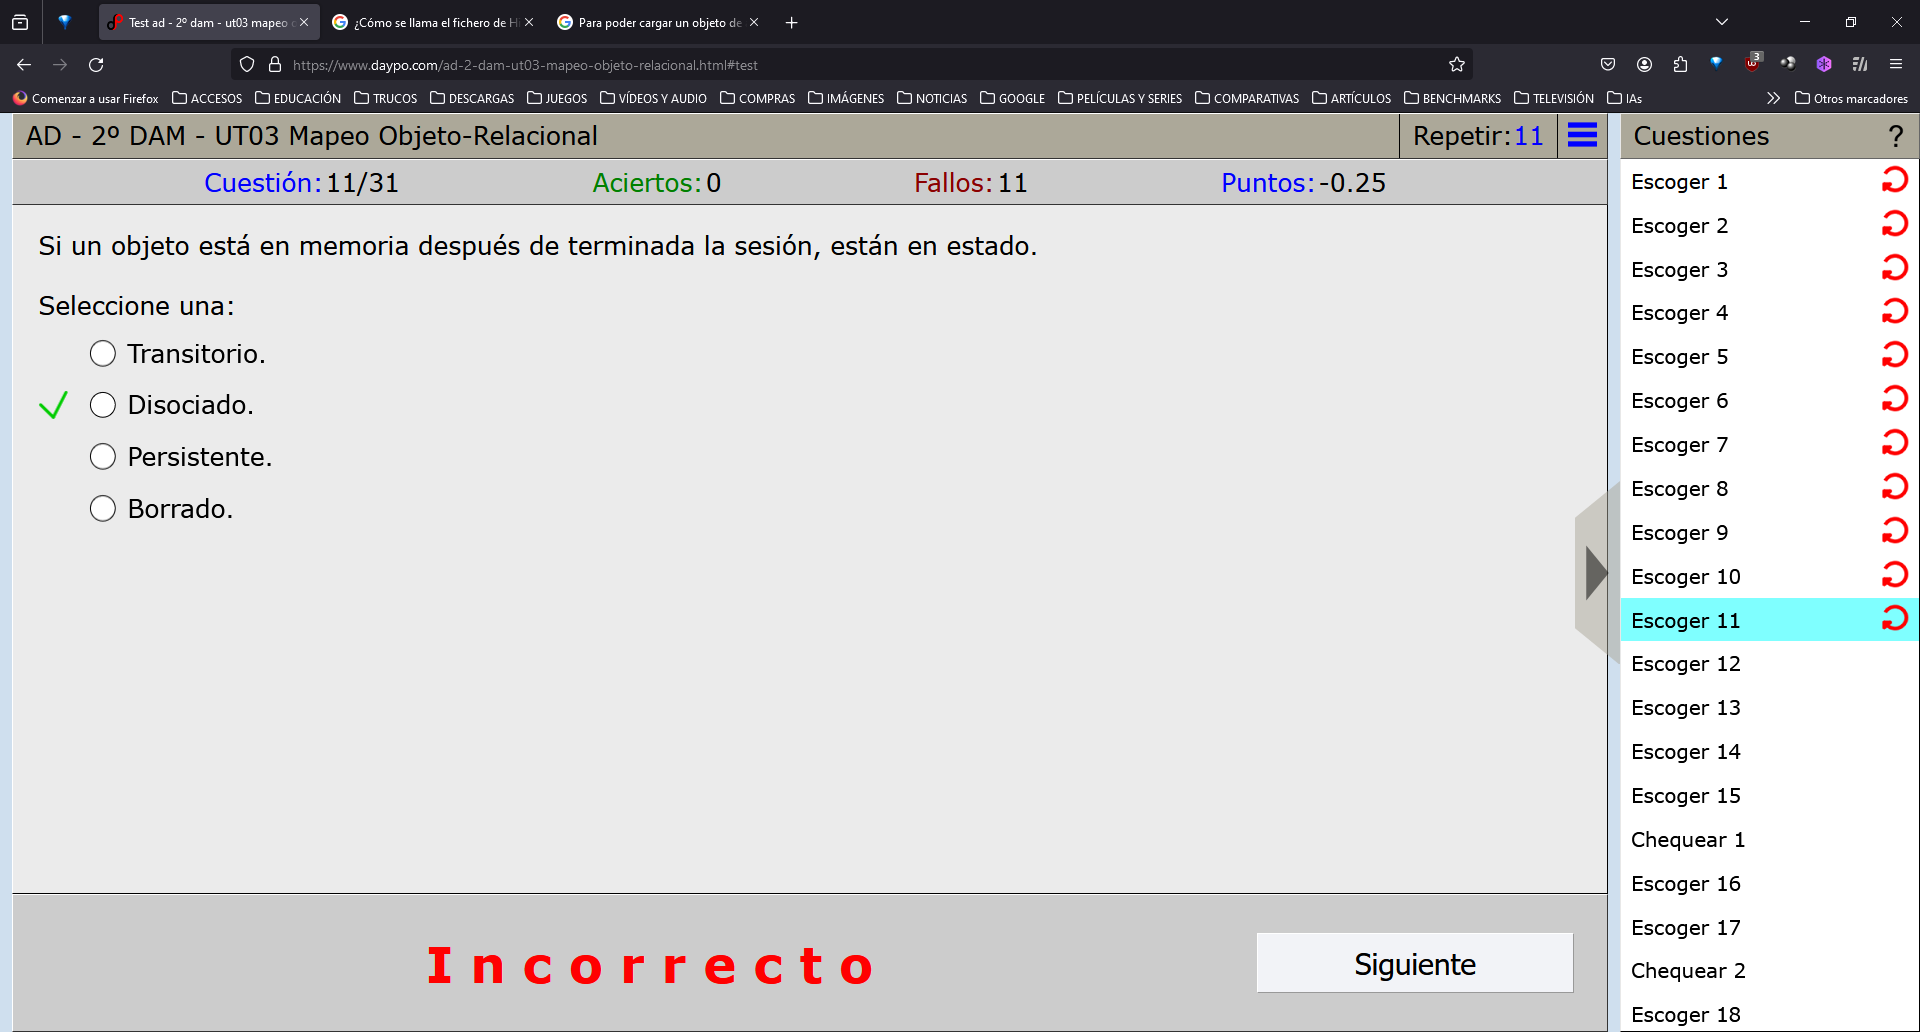 Test ad - 2º dam - ut03 mapeo
¿Cómo se llama el fichero de Hi
Para poder cargar un objeto de
https://www.daypo.com/ad-2-dam-ut03-mapeo-objeto-relacional.html#test
3
Comenzar a usar Firefox ACCESOS EDUCACIÓN TRUCOS DESCARGAS JUEGOS VÍDEOS Y AUDIO COMPRAS IMÁGENES NOTICIAS GOOGLE PELÍCULAS Y SERIES COMPARATIVAS ARTÍCULOS BENCHMARKS TELEVISIÓN IAs Otros marcadores
AD - 2º DAM - UT03 Mapeo Objeto-Relacional
Repetir:11
Cuestión:11/31 Aciertos:0 Fallos:11 Puntos:-0.25
Si un objeto está en memoria después de terminada la sesión, están en estado.
Seleccione una:
Transitorio.
Disociado.
Persistente.
Borrado.
Incorrecto
Siguiente
Cuestiones ?
Escoger 1
Escoger 2
Escoger 3
Escoger 4
Escoger 5
Escoger 6
Escoger 7
Escoger 8
Escoger 9
Escoger 10
Escoger 11
Escoger 12
Escoger 13
Escoger 14
Escoger 15
Chequear 1
Escoger 16
Escoger 17
Chequear 2
Escoger 18